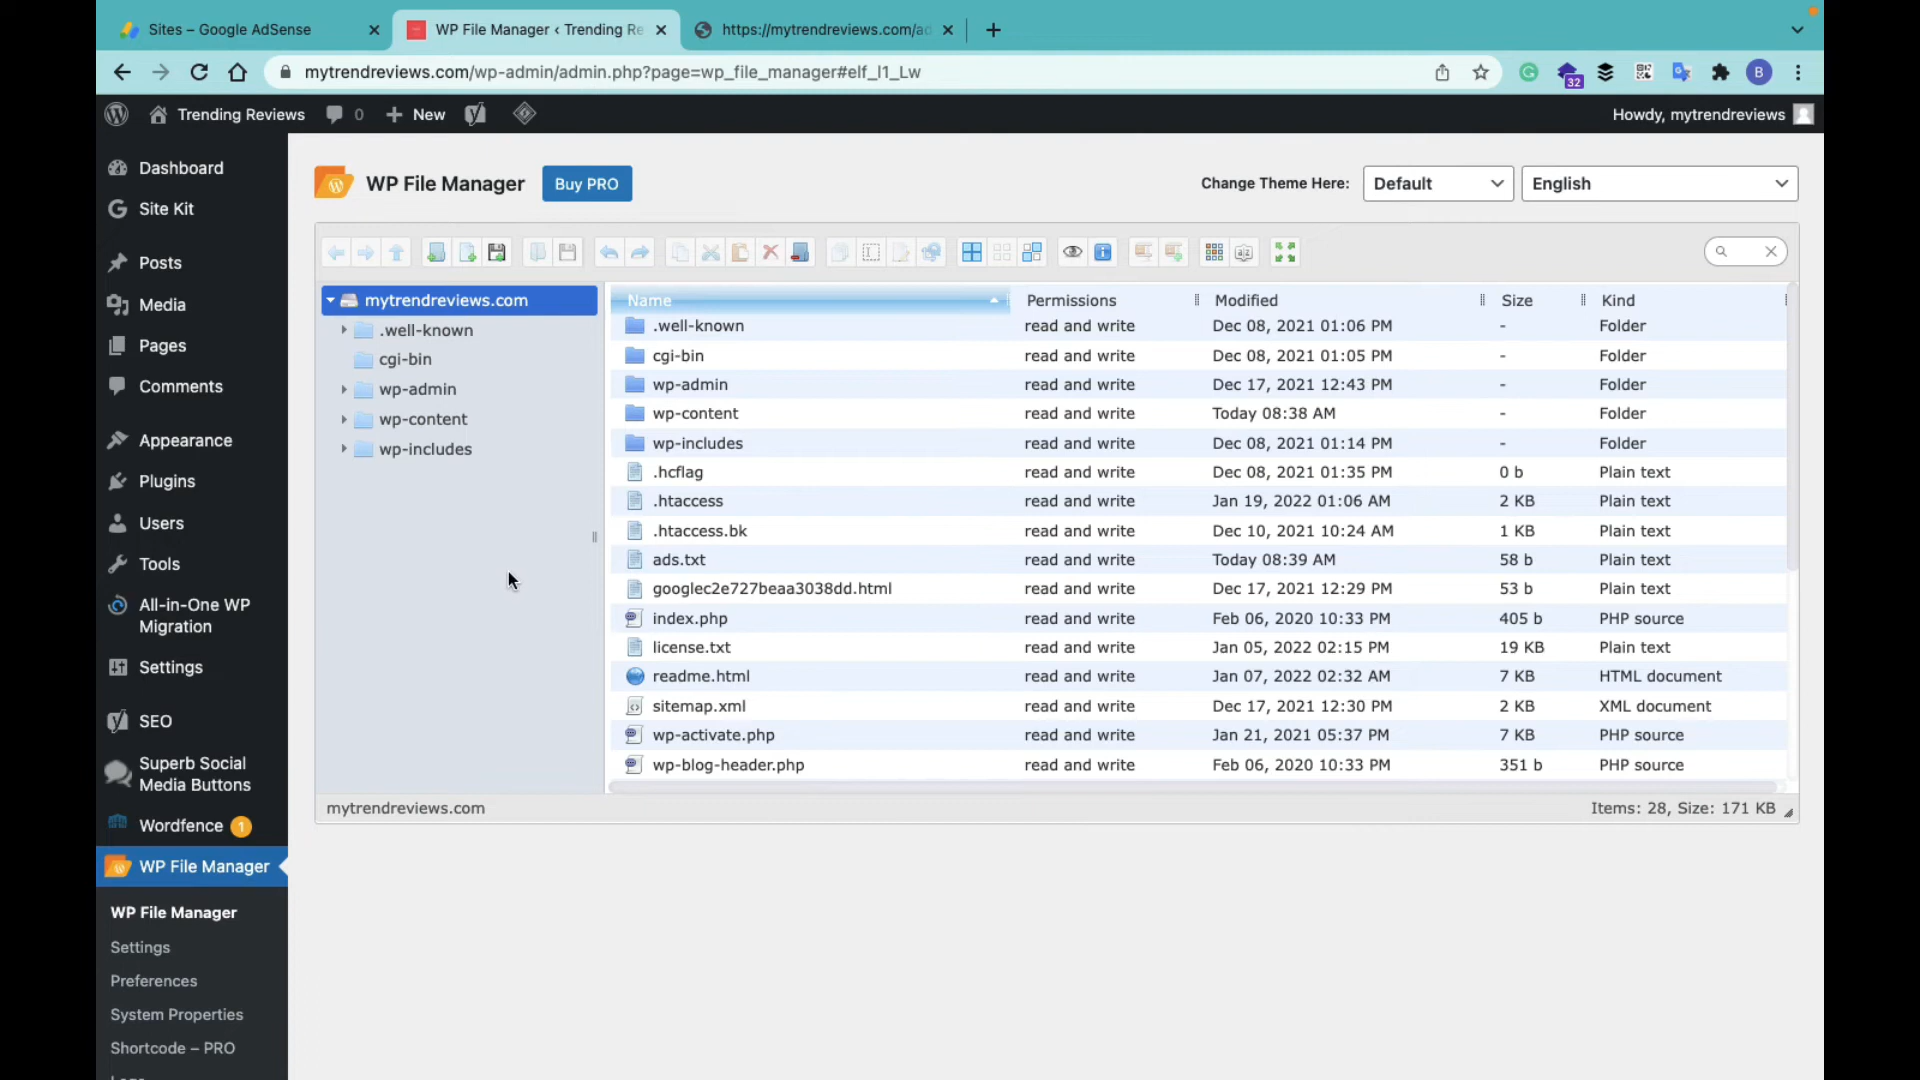 Sites – Google AdSense
WP File Manager ‹ Trending Re
https://mytrendreviews.com/ad
mytrendreviews.com/wp-admin/admin.php?page=wp_file_manager#elf_l1_Lw
32
B
Trending Reviews
0
New
Howdy, mytrendreviews
Dashboard
Site Kit
Posts
Media
Pages
Comments
Appearance
Plugins
Users
Tools
All-in-One WP
Migration
Settings
SEO
Superb Social
Media Buttons
Wordfence 1
WP File Manager
WP File Manager
Settings
Preferences
System Properties
Shortcode – PRO
Logs
WP File Manager
Buy PRO
Change Theme Here:
Default
English
mytrendreviews.com
.well-known
cgi-bin
wp-admin
wp-content
wp-includes
Name Permissions Modified Size Kind
.well-known read and write Dec 08, 2021 01:06 PM - Folder
cgi-bin read and write Dec 08, 2021 01:05 PM - Folder
wp-admin read and write Dec 17, 2021 12:43 PM - Folder
wp-content read and write Today 08:38 AM - Folder
wp-includes read and write Dec 08, 2021 01:14 PM - Folder
.hcflag read and write Dec 08, 2021 01:35 PM 0 b Plain text
.htaccess read and write Jan 19, 2022 01:06 AM 2 KB Plain text
.htaccess.bk read and write Dec 10, 2021 10:24 AM 1 KB Plain text
ads.txt read and write Today 08:39 AM 58 b Plain text
googlec2e727beaa3038dd.html read and write Dec 17, 2021 12:29 PM 53 b Plain text
index.php read and write Feb 06, 2020 10:33 PM 405 b PHP source
license.txt read and write Jan 05, 2022 02:15 PM 19 KB Plain text
readme.html read and write Jan 07, 2022 02:32 AM 7 KB HTML document
sitemap.xml read and write Dec 17, 2021 12:30 PM 2 KB XML document
wp-activate.php read and write Jan 21, 2021 05:37 PM 7 KB PHP source
wp-blog-header.php read and write Feb 06, 2020 10:33 PM 351 b PHP source
mytrendreviews.com
Items: 28, Size: 171 KB